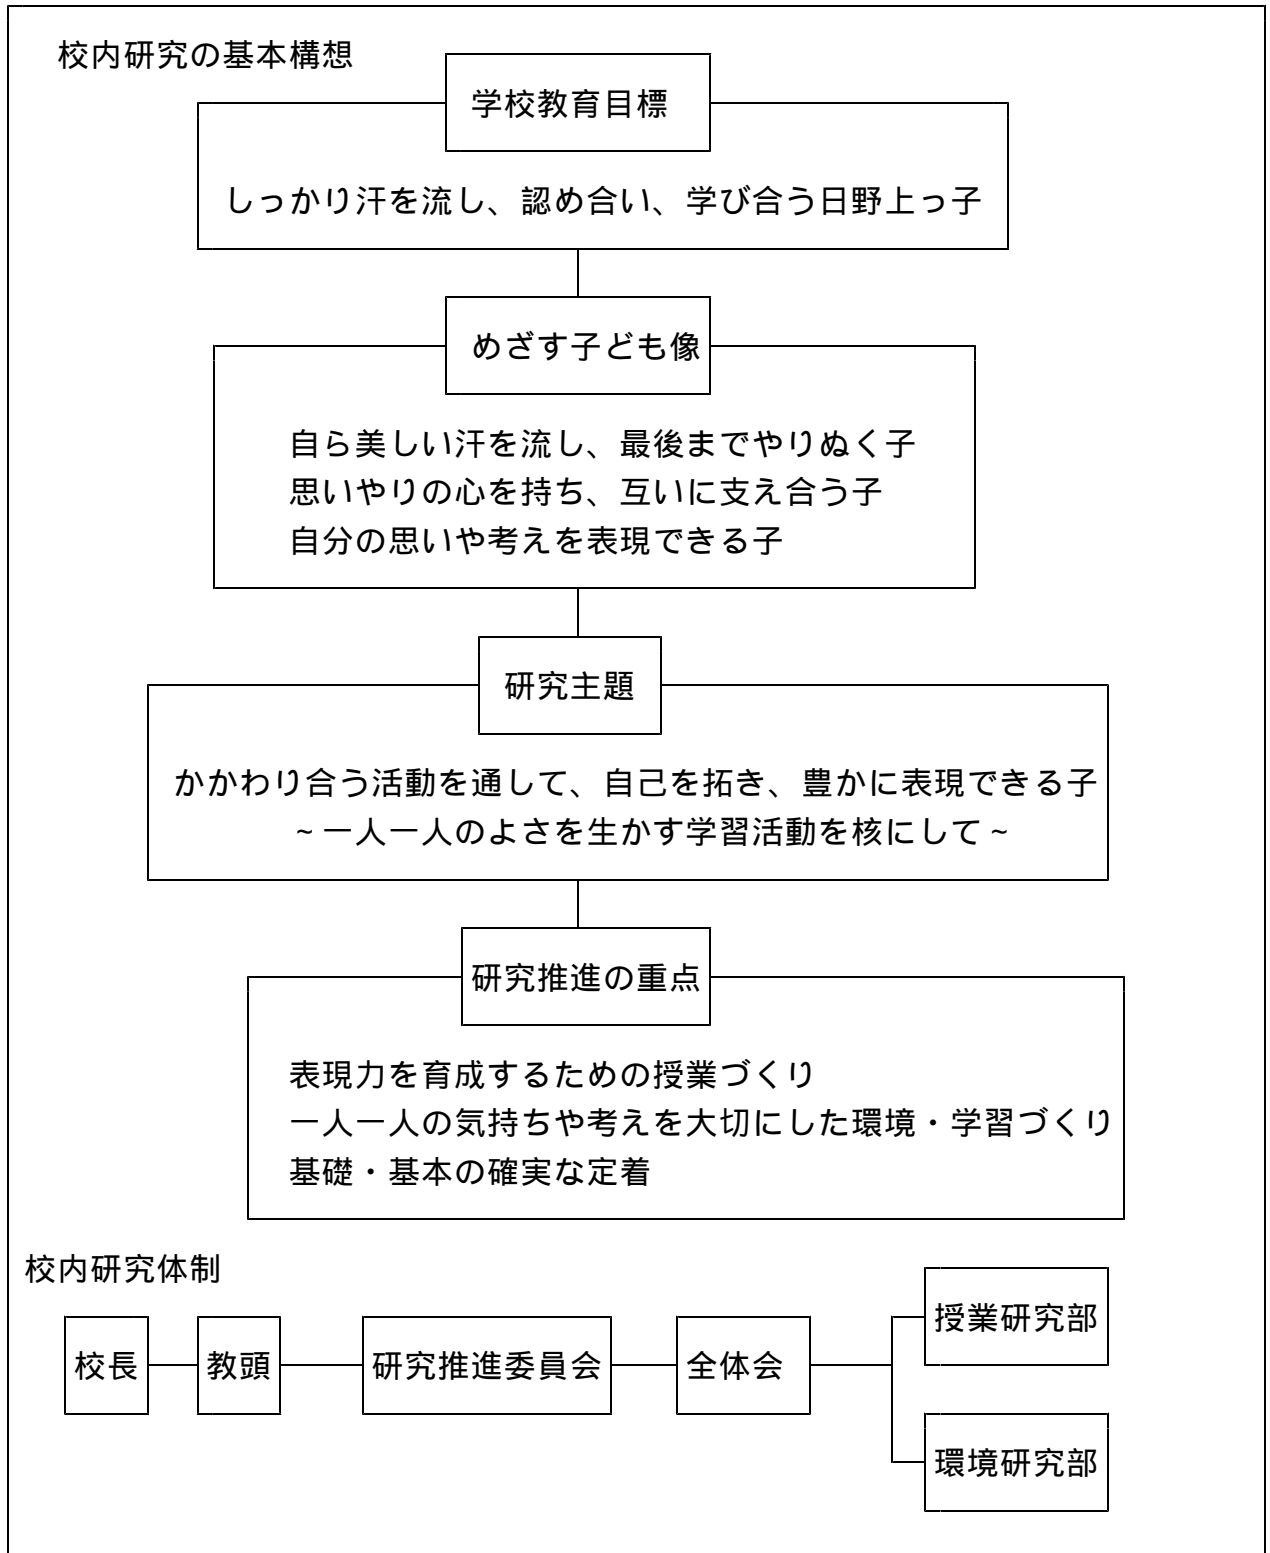 校内研究の基本構想
学校教育目標
しっかり汗を流し、認め合い、学び合う日野上っ子
めざす子ども像
自ら美しい汗を流し、最後までやりぬく子
思いやりの心を持ち、互いに支え合う子
自分の思いや考えを表現できる子
研究主題
かかわり合う活動を通して、自己を拓き、豊かに表現できる子
~一人一人のよさを生かす学習活動を核にして~
研究推進の重点
表現力を育成するための授業づくり
一人一人の気持ちや考えを大切にした環境・学習づくり
基礎・基本の確実な定着
校内研究体制
校長
教頭
研究推進委員会
全体会
授業研究部
環境研究部